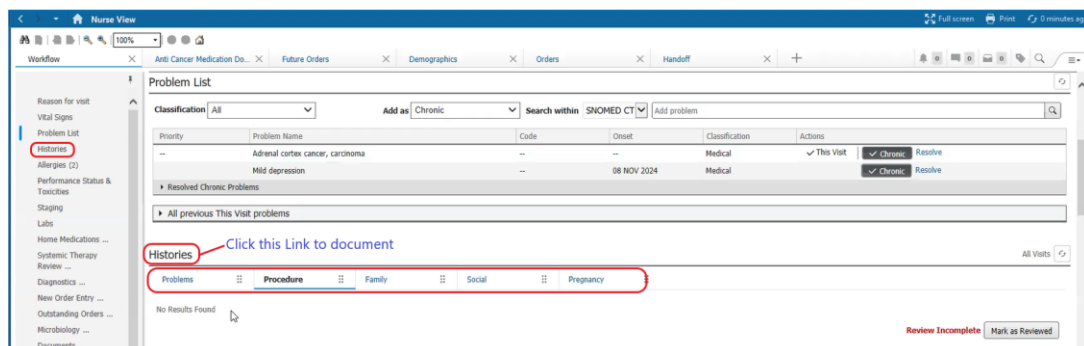 Nurse View
Full screen Print 0 minutes ag
100%
Workflow
Anti Cancer Medication Do... Future Orders Demographics Orders Handoff
0 0 0
Reason for visit
Vital Signs
Problem List
Histories
Allergies (2)
Performance Status &
Toxicities
Staging
Labs
Home Medications ...
Systemic Therapy
Review ...
Diagnostics ...
New Order Entry ...
Outstanding Orders ...
Microbiology ...
Documents
Problem List
Classification All Add as Chronic Search within SNOMED CT Add problem
Priority Problem Name Code Onset Classification Actions
-- Adrenal cortex cancer, carcinoma -- -- Medical This Visit Chronic Resolve
Mild depression -- 08 NOV 2024 Medical Chronic Resolve
Resolved Chronic Problems
All previous This Visit problems
Click this Link to document
Histories All Visits
Problems Procedure Family Social Pregnancy
No Results Found
Review Incomplete Mark as Reviewed